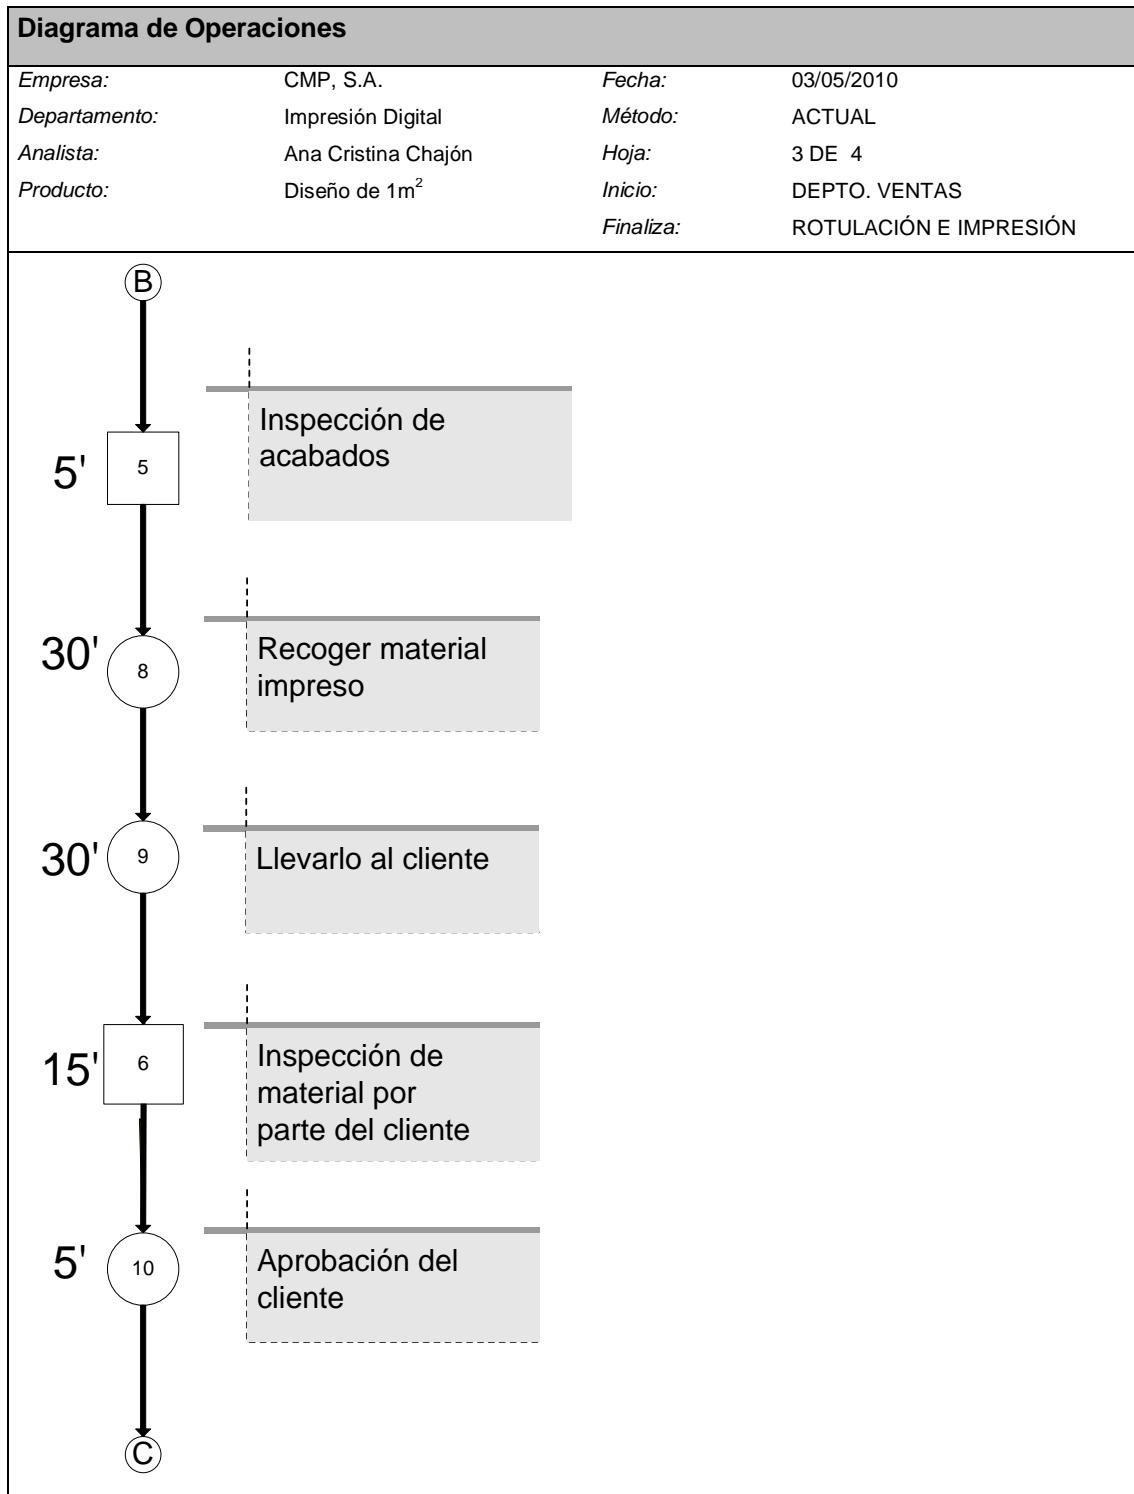 Diagrama de Operaciones
Empresa: CMP, S.A. Fecha: 03/05/2010
Departamento: Impresión Digital Método: ACTUAL
Analista: Ana Cristina Chajón Hoja: 3 DE 4
Producto: Diseño de 1m² Inicio: DEPTO. VENTAS
Finaliza: ROTULACIÓN E IMPRESIÓN
B
Inspección de
acabados
5' 5
30' 8
Recoger material
impreso
30' 9
Llevarlo al cliente
15' 6
Inspección de
material por
parte del cliente
5' 10
Aprobación del
cliente
C